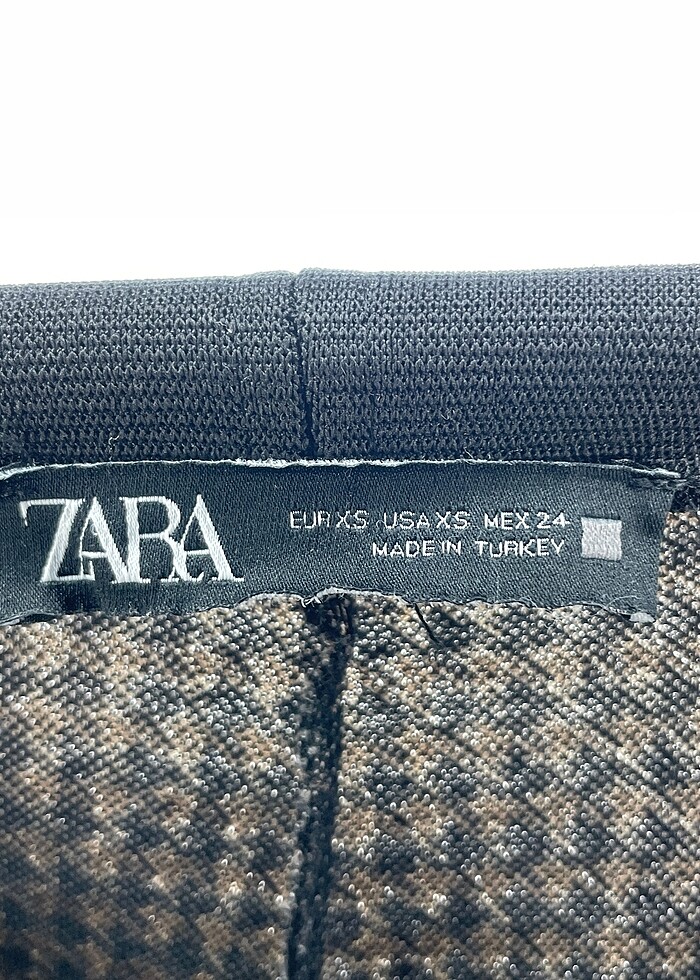 ZARA
EUR XS USA XS MEX 24
MADE IN TURKEY